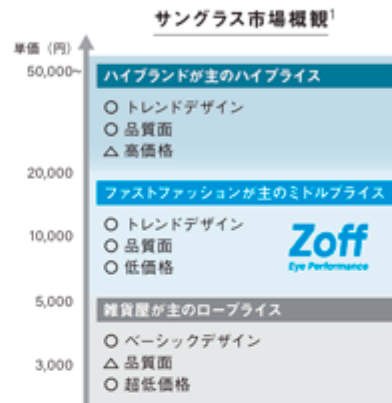 サングラス市場概観1
単価（円）
50,000~
ハイブランドが主のハイプライス
○ トレンドデザイン
○ 品質面
△ 高価格
20,000
ファストファッションが主のミドルプライス
○ トレンドデザイン
10,000
○ 品質面
○ 低価格
Zoff
Eye Performance
5,000
雑貨屋が主のロープライス
○ ベーシックデザイン
3,000
△ 品質面
○ 超低価格